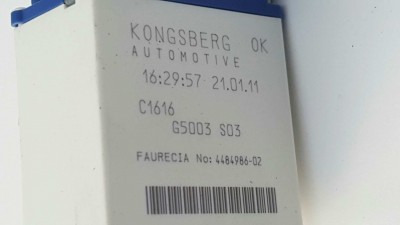 KONGSBERG OK
AUTOMOTIVE
16:29:57 21.01.11
C1616
G5003 S03
FAURECIA No: 4484986-02